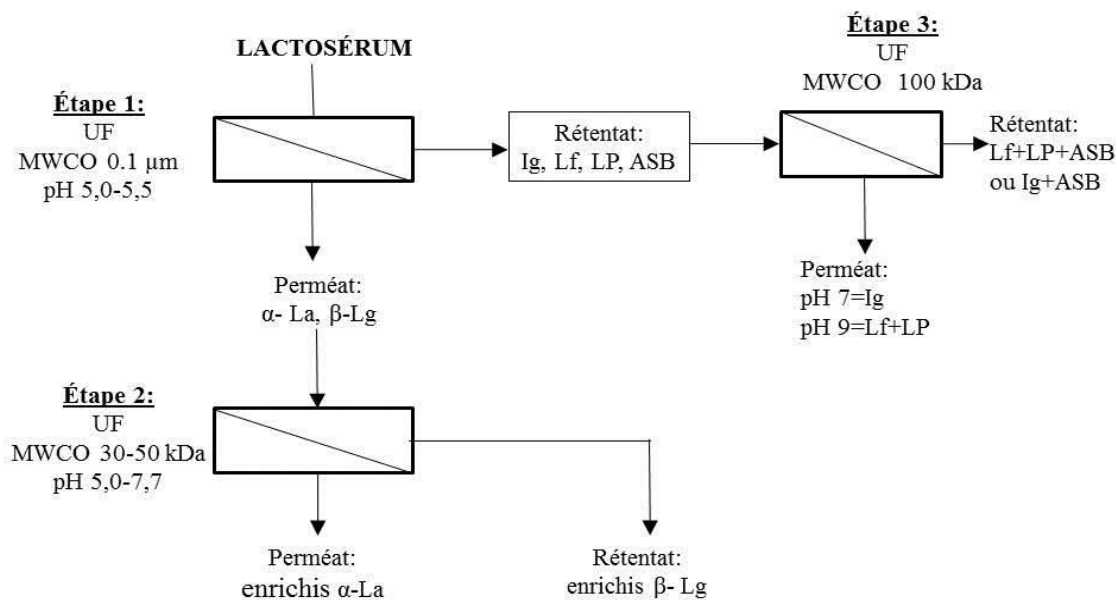 LACTOSÉRUM
Étape 1:
UF
MWCO 0.1 µm
pH 5,0-5,5
Rétentat:
Ig, Lf, LP, ASB
Étape 3:
UF
MWCO 100 kDa
Rétentat:
Lf+LP+ASB
ou Ig+ASB
Perméat:
pH 7=Ig
pH 9=Lf+LP
Perméat:
α- La, β-Lg
Étape 2:
UF
MWCO 30-50 kDa
pH 5,0-7,7
Perméat:
enrichis α-La
Rétentat:
enrichis β- Lg